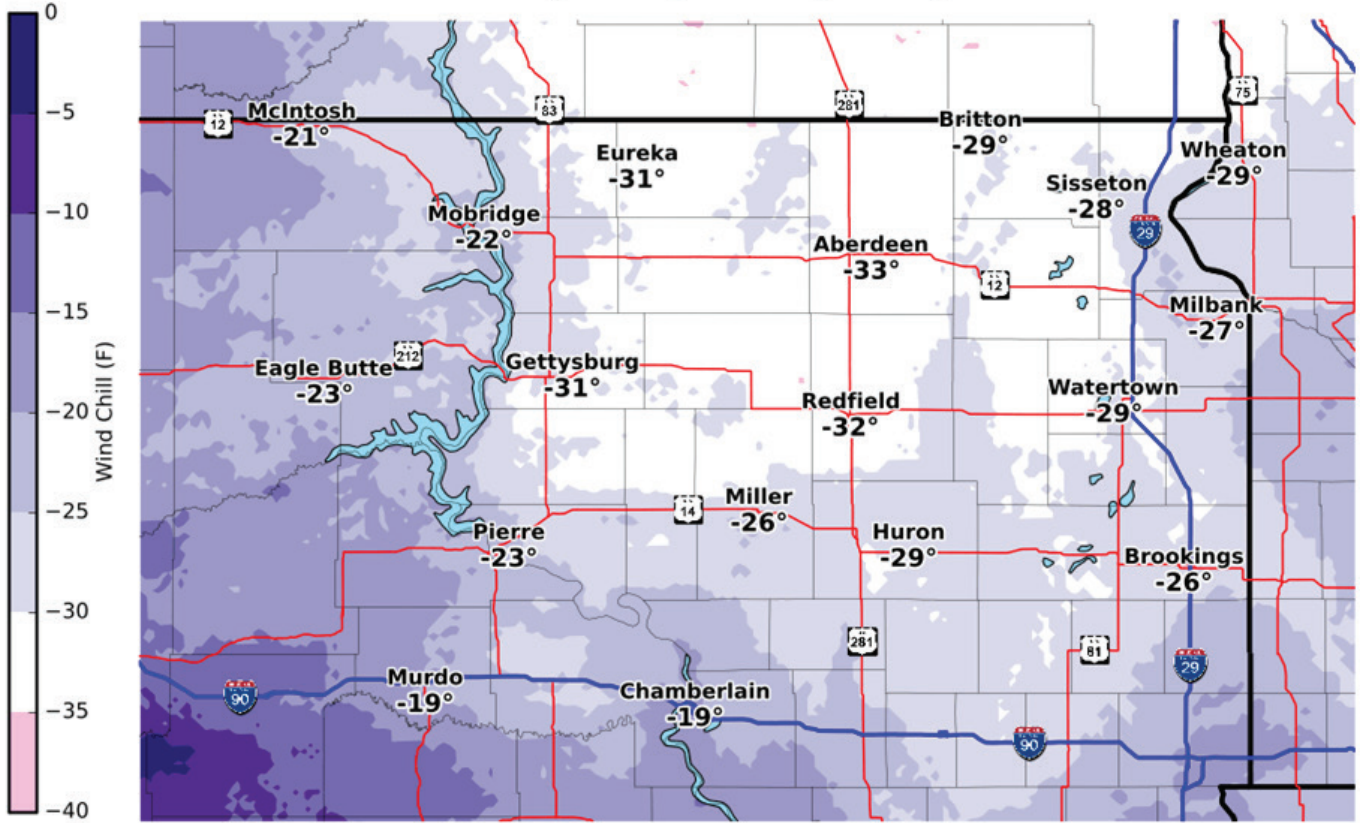 0
−5
−10
−15
−20
−25
−30
−35
−40
Wind Chill (F)
12
McIntosh
-21°
83
281
Britton
-29°
75
Eureka
-31°
Wheaton
-29°
Sisseton
-28°
Mobridge
-22°
29
Aberdeen
-33°
12
Milbank
-27°
212
Eagle Butte
-23°
Gettysburg
-31°
Redfield
-32°
Watertown
-29°
14
Miller
-26°
Pierre
-23°
Huron
-29°
Brookings
-26°
281
81
29
90
Murdo
-19°
Chamberlain
-19°
90